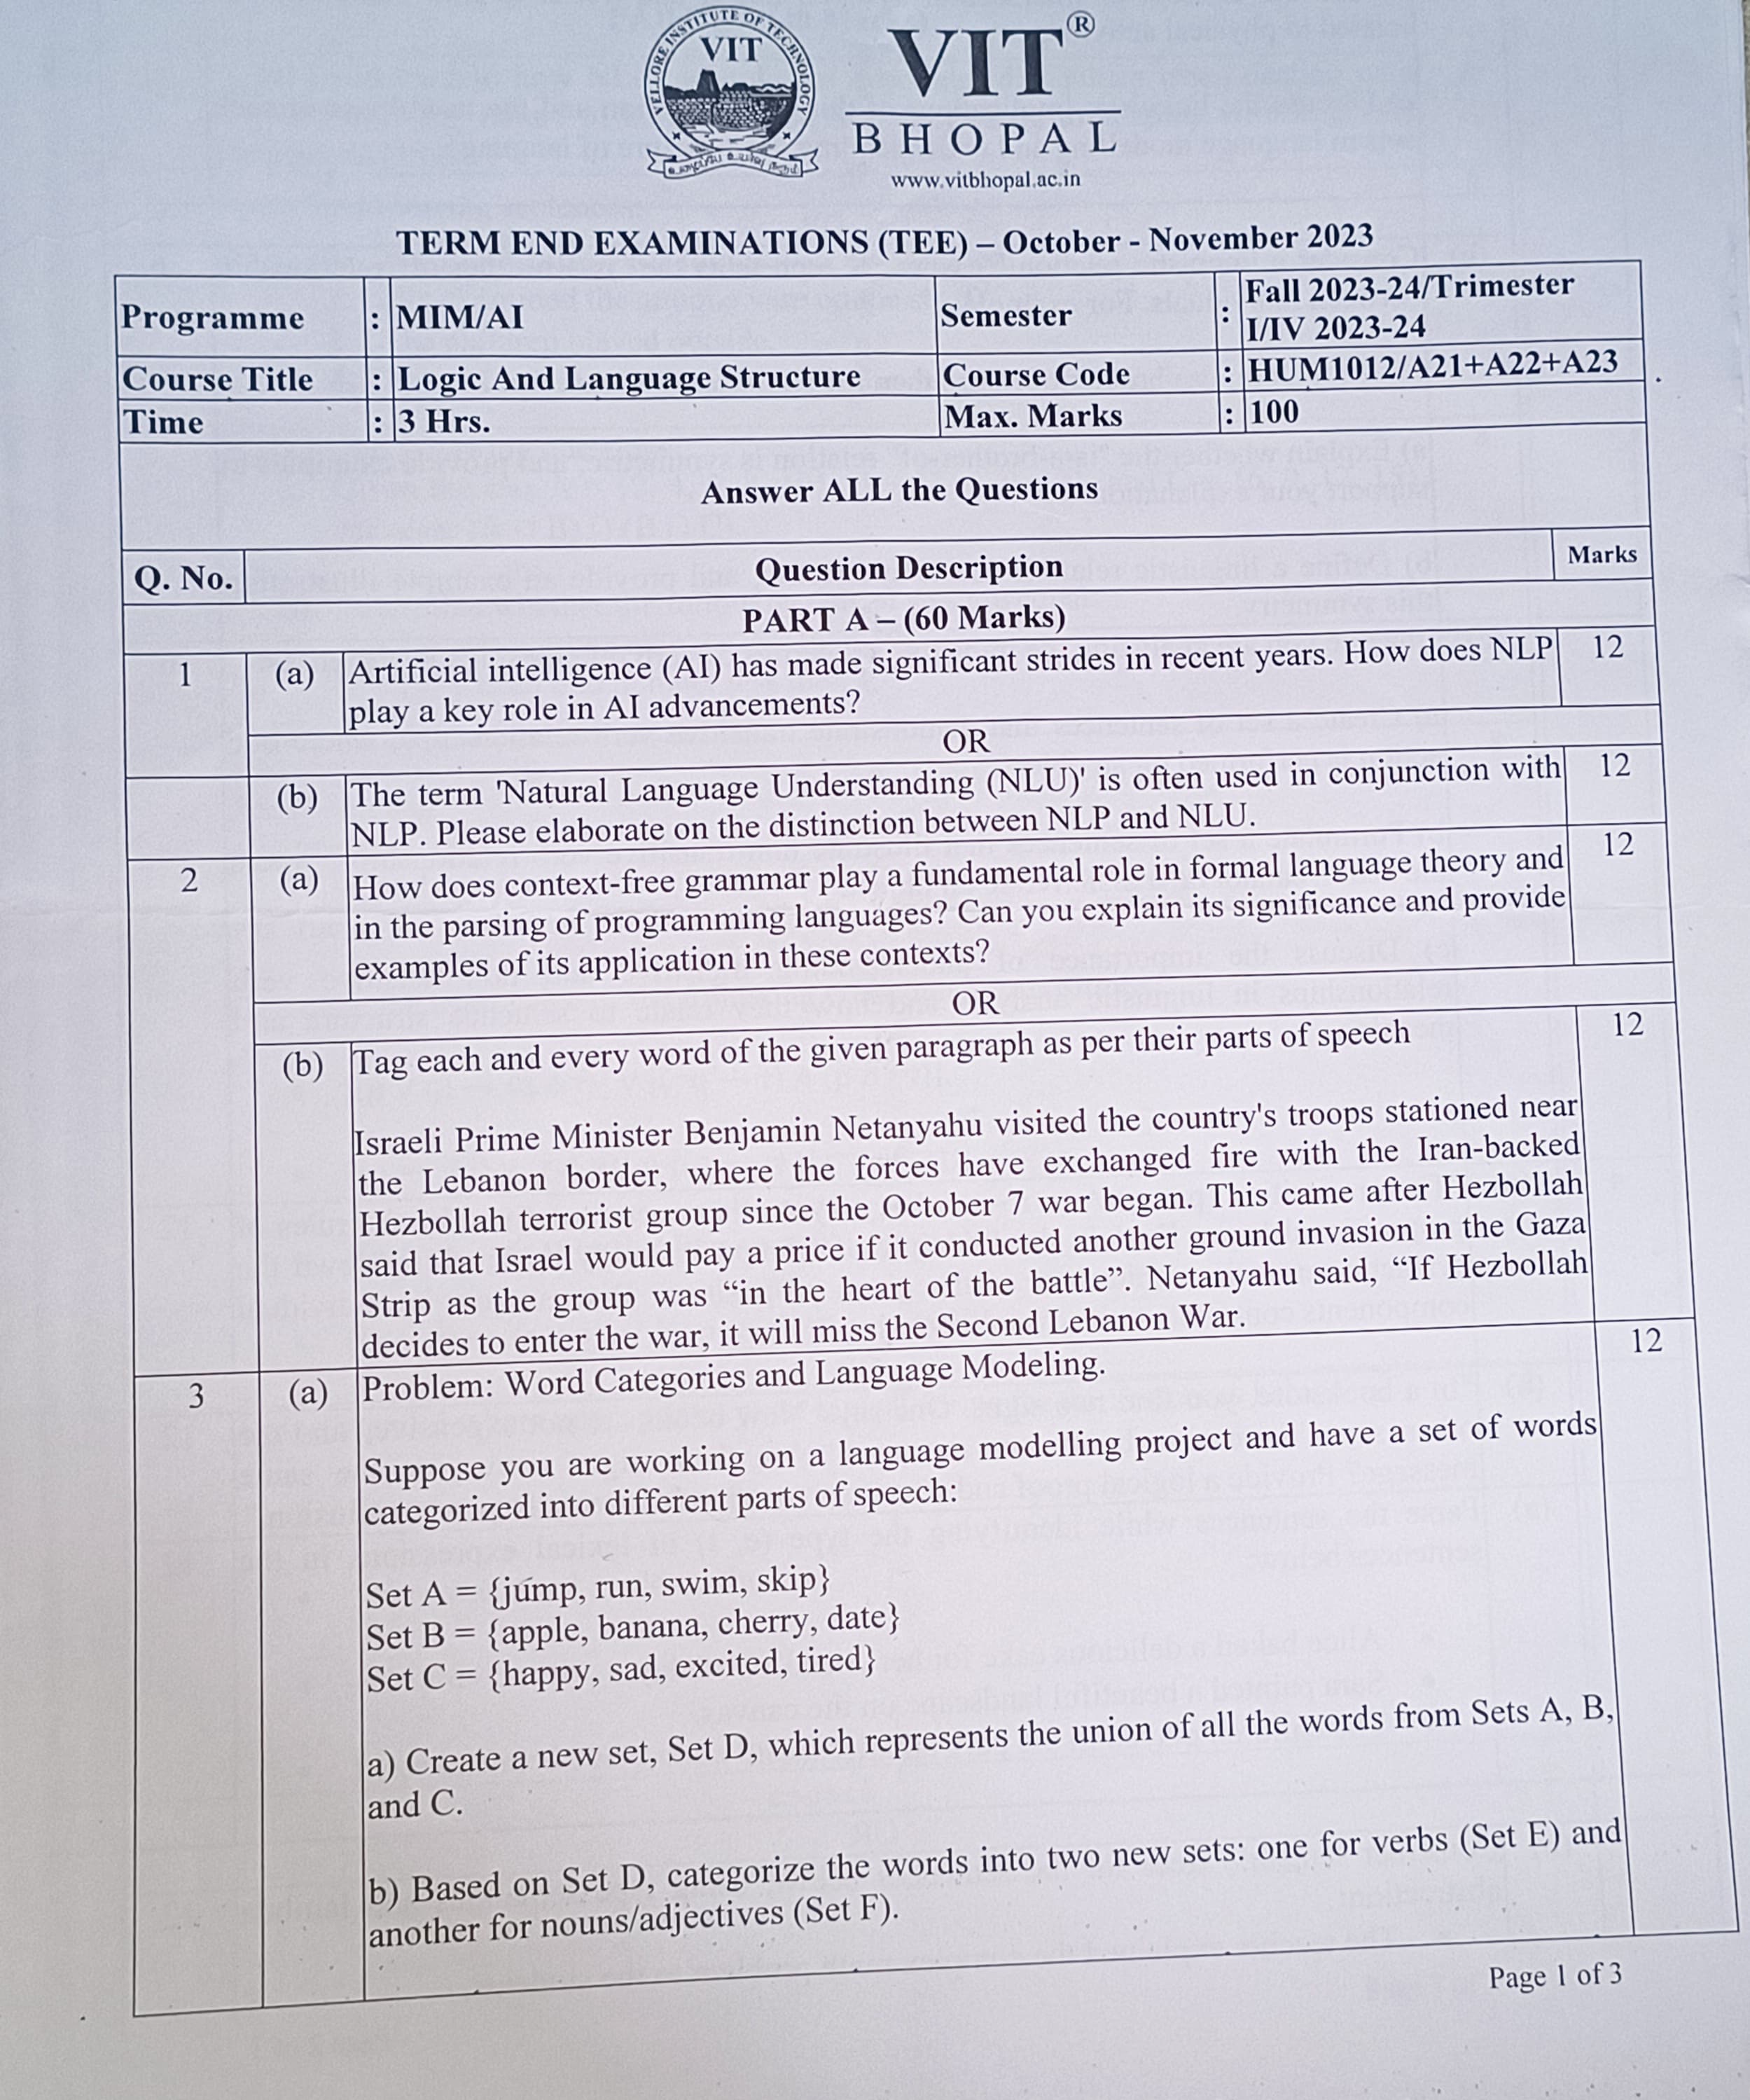 VELLORE INSTITUTE OF TECHNOLOGY
VIT
VIT®
BHOPAL
www.vitbhopal.ac.in
TERM END EXAMINATIONS (TEE) – October - November 2023
Programme : MIM/AI Semester : Fall 2023-24/Trimester
I/IV 2023-24
Course Title : Logic And Language Structure Course Code : HUM1012/A21+A22+A23
Time : 3 Hrs. Max. Marks : 100
Answer ALL the Questions
Q. No. Question Description Marks
PART A – (60 Marks)
1 (a) Artificial intelligence (AI) has made significant strides in recent years. How does NLP 12
play a key role in AI advancements?
OR
(b) The term 'Natural Language Understanding (NLU)' is often used in conjunction with 12
NLP. Please elaborate on the distinction between NLP and NLU.
2 (a) How does context-free grammar play a fundamental role in formal language theory and 12
in the parsing of programming languages? Can you explain its significance and provide
examples of its application in these contexts?
OR
(b) Tag each and every word of the given paragraph as per their parts of speech 12
Israeli Prime Minister Benjamin Netanyahu visited the country's troops stationed near
the Lebanon border, where the forces have exchanged fire with the Iran-backed
Hezbollah terrorist group since the October 7 war began. This came after Hezbollah
said that Israel would pay a price if it conducted another ground invasion in the Gaza
Strip as the group was “in the heart of the battle”. Netanyahu said, “If Hezbollah
decides to enter the war, it will miss the Second Lebanon War.
3 (a) Problem: Word Categories and Language Modeling. 12
Suppose you are working on a language modelling project and have a set of words
categorized into different parts of speech:
Set A = {jump, run, swim, skip}
Set B = {apple, banana, cherry, date}
Set C = {happy, sad, excited, tired}
a) Create a new set, Set D, which represents the union of all the words from Sets A, B,
and C.
b) Based on Set D, categorize the words into two new sets: one for verbs (Set E) and
another for nouns/adjectives (Set F).
Page 1 of 3